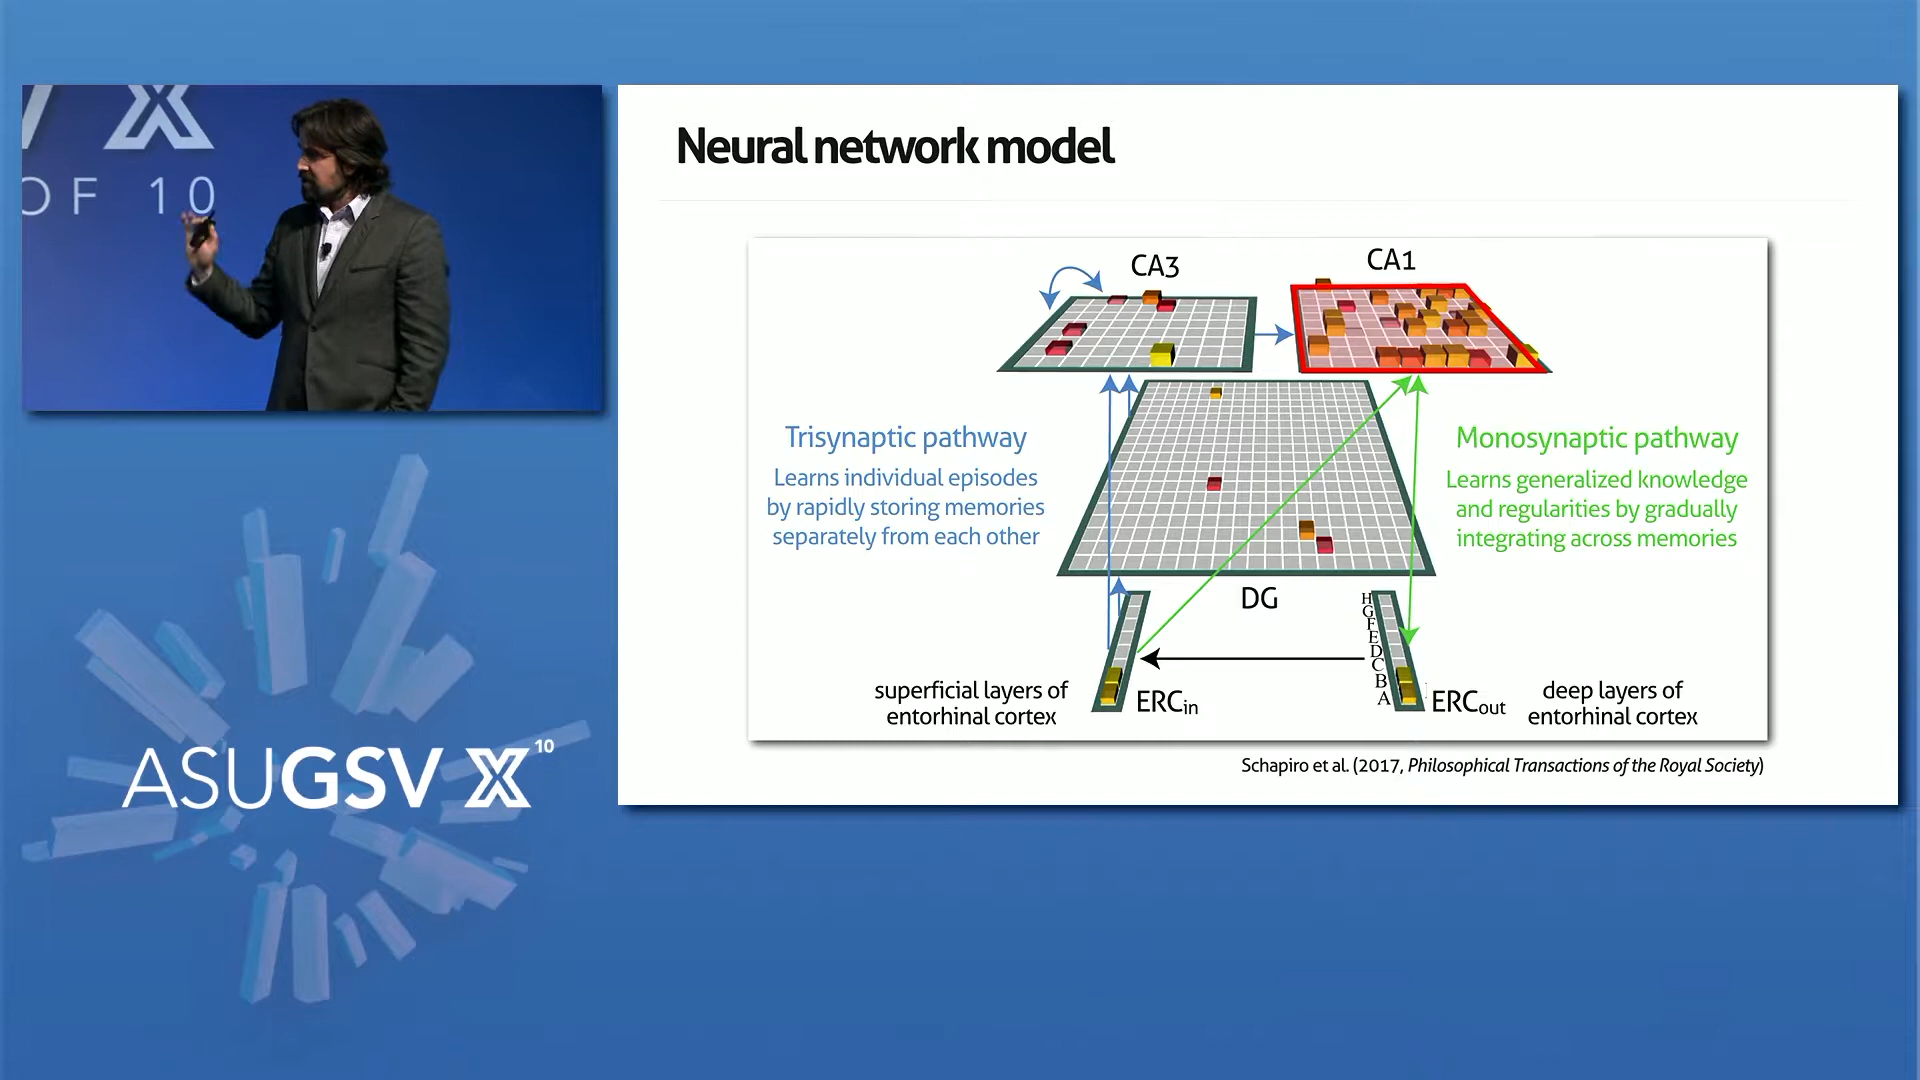 V X
OF 10
Neural network model
CA3
CA1
Trisynaptic pathway
Learns individual episodes
by rapidly storing memories
separately from each other
Monosynaptic pathway
Learns generalized knowledge
and regularities by gradually
integrating across memories
DG
H
G
F
E
D
C
B
A
superficial layers of
entorhinal cortex
ERCin
ERCout
deep layers of
entorhinal cortex
Schapiro et al. (2017, Philosophical Transactions of the Royal Society)
ASUGSV X10